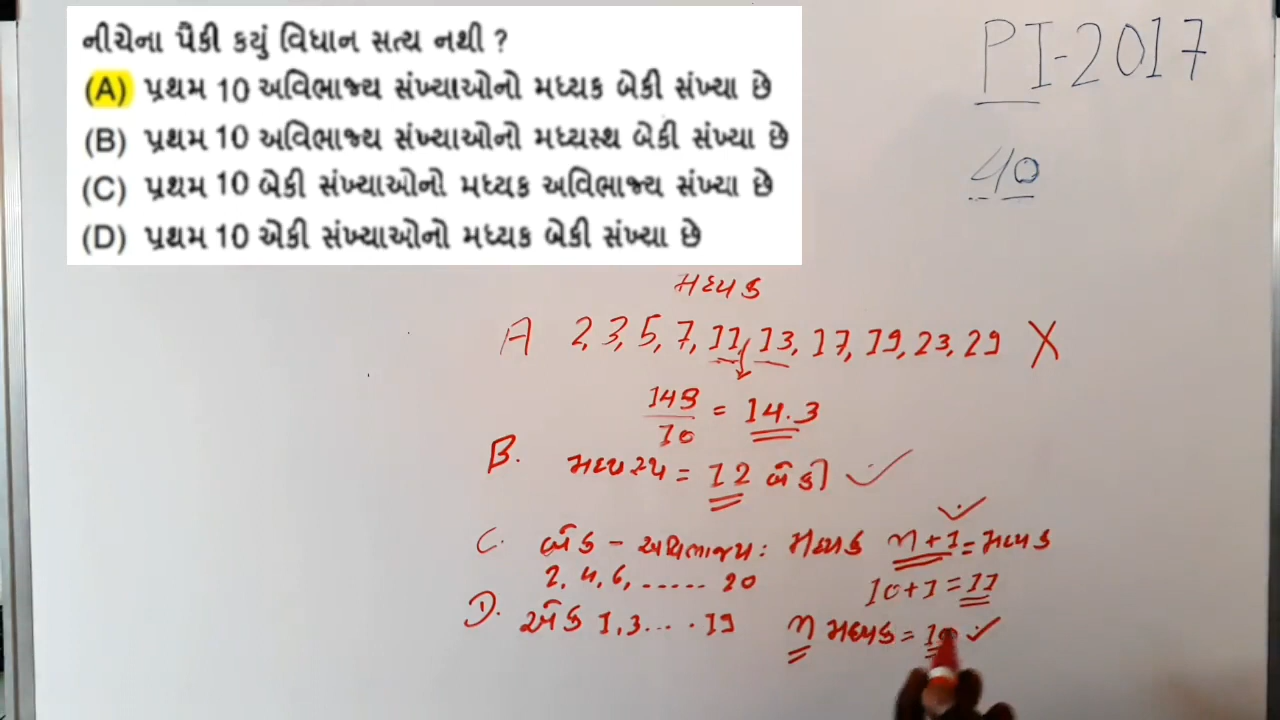 નીચેના પૈકી કયું વિધાન સત્ય નથી ?
(A) પ્રથમ 10 અવિભાજ્ય સંખ્યાઓનો મધ્યક બેકી સંખ્યા છે
(B) પ્રથમ 10 અવિભાજ્ય સંખ્યાઓનો મધ્યસ્થ બેકી સંખ્યા છે
(C) પ્રથમ 10 બેકી સંખ્યાઓનો મધ્યક અવિભાજ્ય સંખ્યા છે
(D) પ્રથમ 10 એકી સંખ્યાઓનો મધ્યક બેકી સંખ્યા છે
PI-2017
40
મધ્યક
A 2, 3, 5, 7, 11, 13, 17, 19, 23, 29 X
149
10
= 14.3
B. મધ્યસ્થ = 12 બેકી ✓
C. બેકી - અવિભાજ્ય: મધ્યક n+1 = મધ્યક ✓
2, 4, 6, ...... 20 10+1 = 11
D. એકી 1, 3... . 19 n મધ્યક = 10 ✓